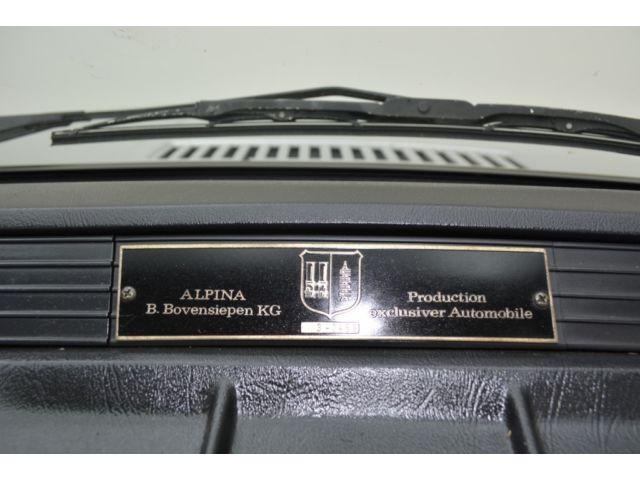 ALPINA
B. Bovensiepen KG
Production
exclusiver Automobile